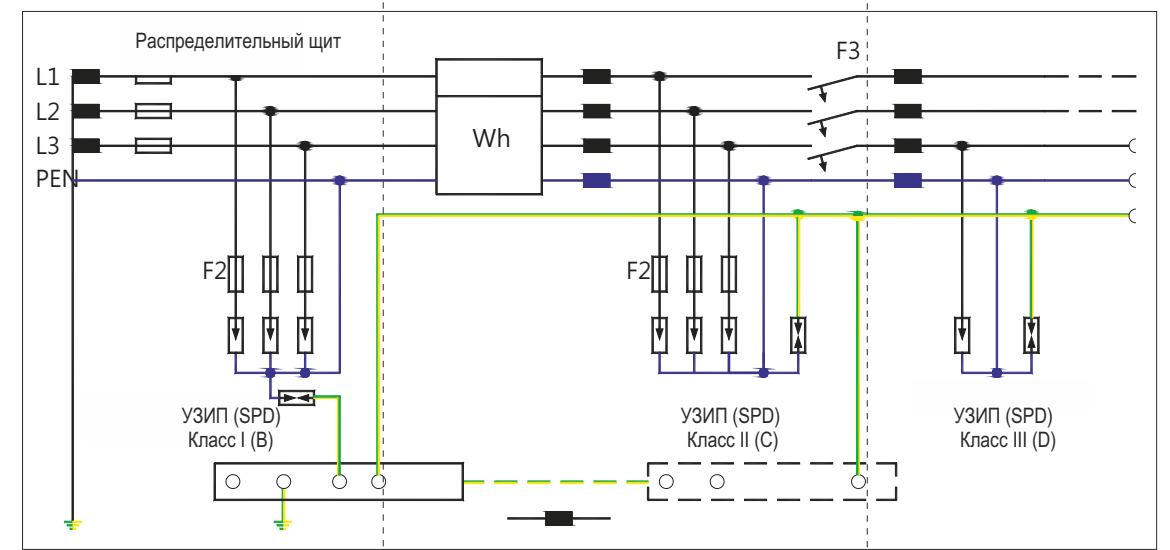 Распределительный щит
F3
L1
L2
Wh
L3
PEN
F2
F2
УЗИП (SPD)
Класс I (B)
УЗИП (SPD)
Класс II (C)
УЗИП (SPD)
Класс III (D)